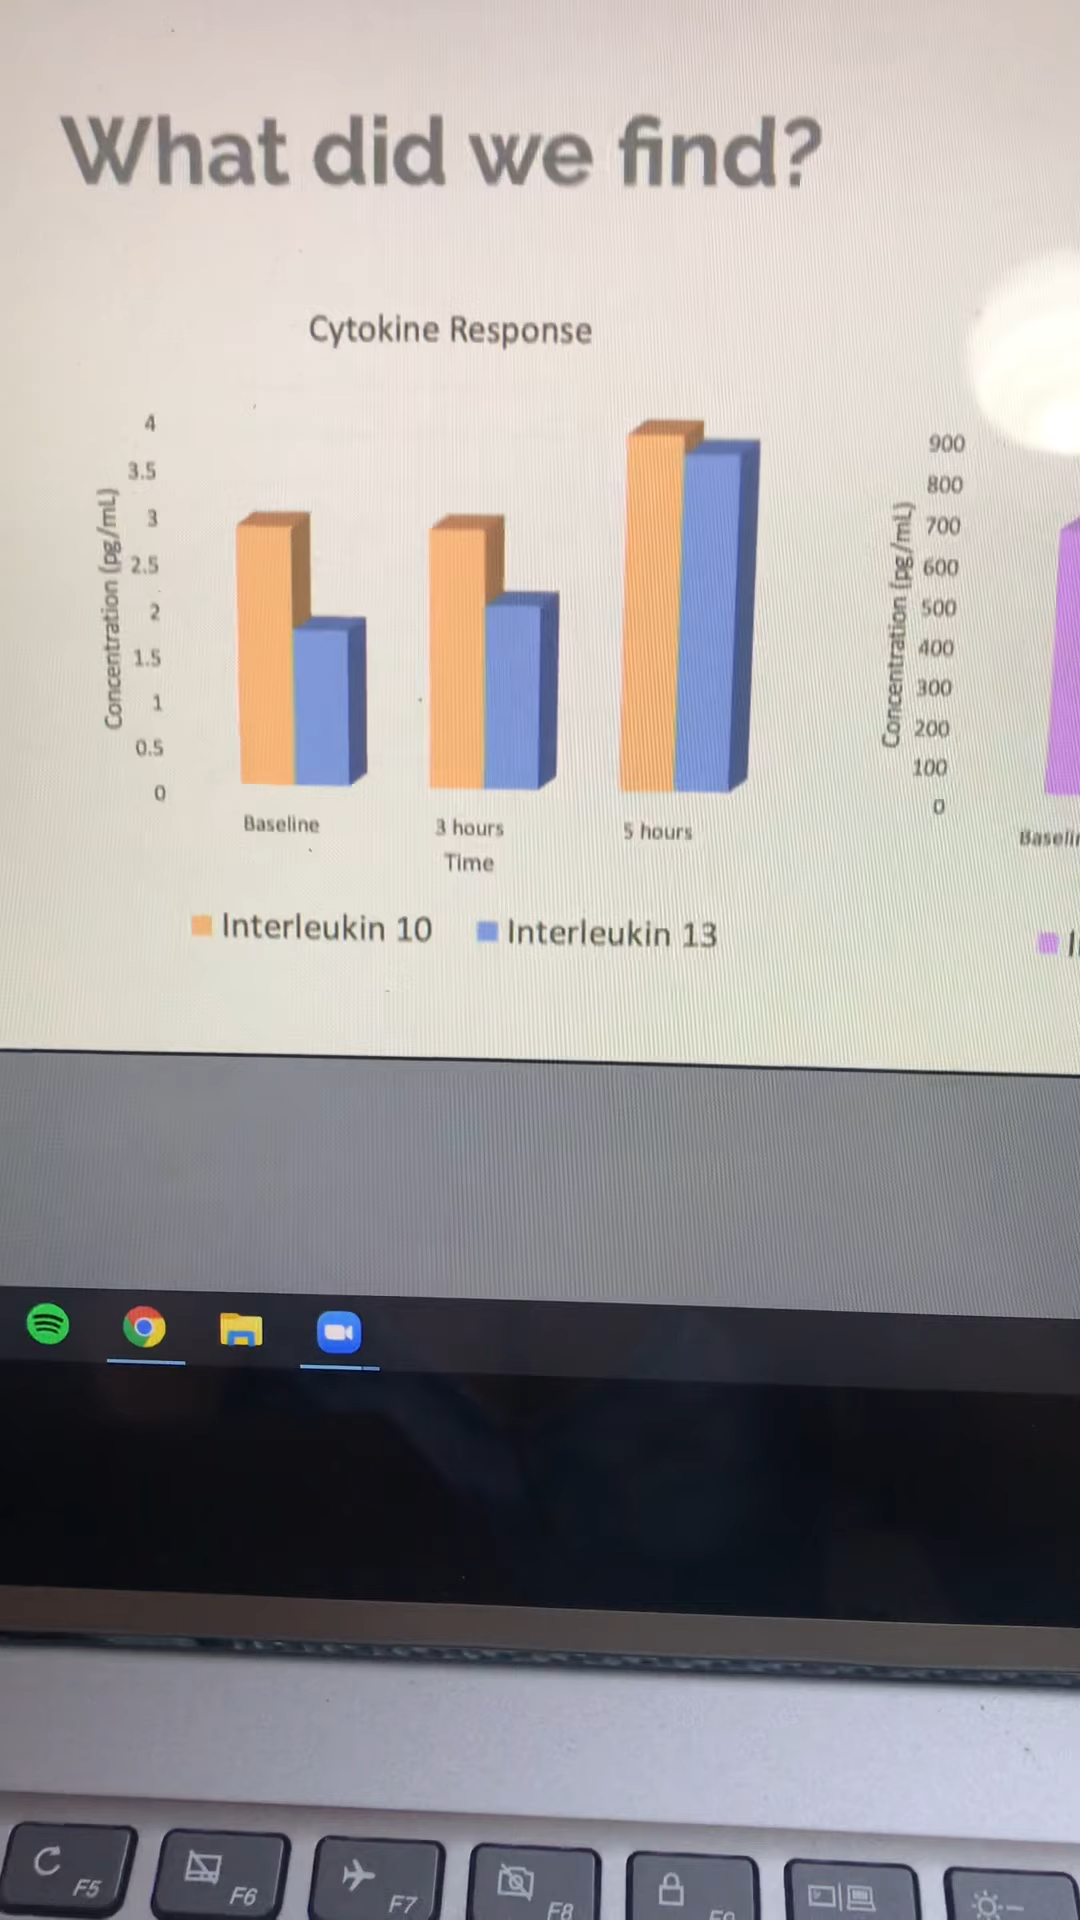 What did we find?
Cytokine Response
Concentration (pg/mL)
4
3.5
3
2.5
2
1.5
1
0.5
0
Baseline
3 hours
5 hours
Time
Interleukin 10
Interleukin 13
Concentration (pg/mL)
900
800
700
600
500
400
300
200
100
0
F5
F6
F7
F8